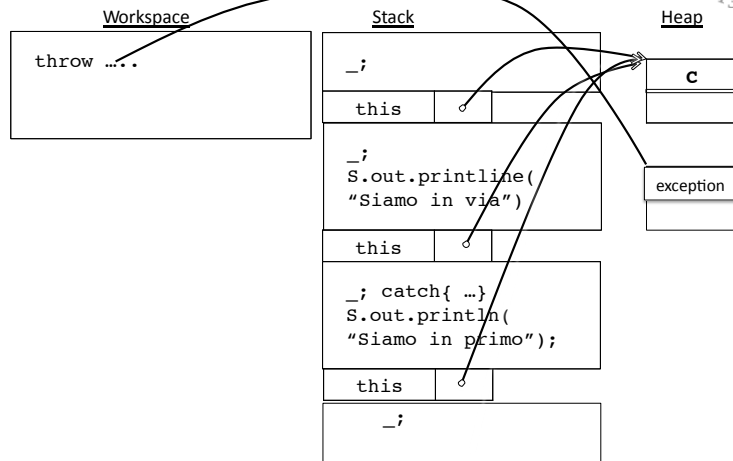 Workspace
Stack
Heap
throw …..
_;
this
_;
S.out.printline(
“Siamo in via”)
this
_; catch{ …}
S.out.println(
“Siamo in primo”);
this
_;
C
exception